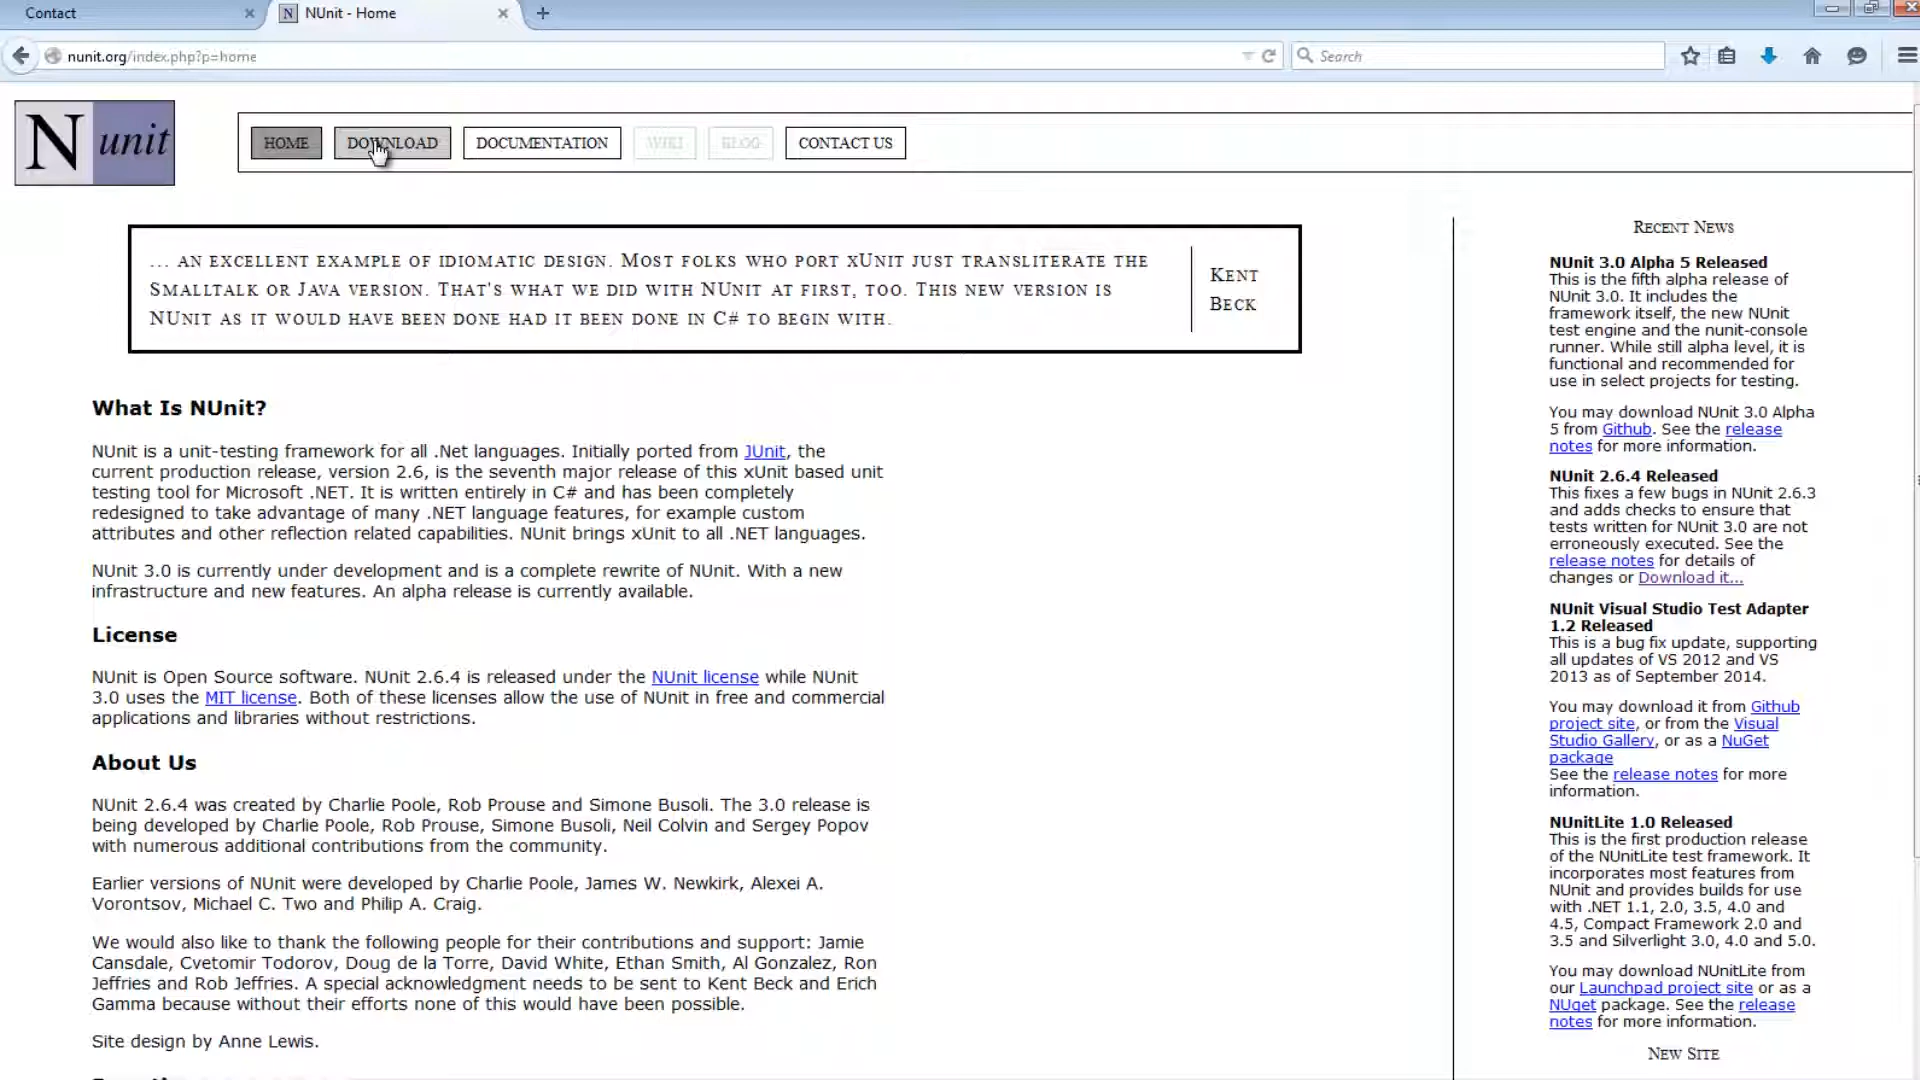 Contact
NUnit - Home
nunit.org/index.php?p=home
Search
N unit
HOME
DOWNLOAD
DOCUMENTATION
WIKI
BLOG
CONTACT US
... AN EXCELLENT EXAMPLE OF IDIOMATIC DESIGN. MOST FOLKS WHO PORT XUNIT JUST TRANSLITERATE THE
SMALLTALK OR JAVA VERSION. THAT'S WHAT WE DID WITH NUNIT AT FIRST, TOO. THIS NEW VERSION IS
NUNIT AS IT WOULD HAVE BEEN DONE HAD IT BEEN DONE IN C# TO BEGIN WITH.
KENT
BECK
What Is NUnit?
NUnit is a unit-testing framework for all .Net languages. Initially ported from JUnit, the
current production release, version 2.6, is the seventh major release of this xUnit based unit
testing tool for Microsoft .NET. It is written entirely in C# and has been completely
redesigned to take advantage of many .NET language features, for example custom
attributes and other reflection related capabilities. NUnit brings xUnit to all .NET languages.
NUnit 3.0 is currently under development and is a complete rewrite of NUnit. With a new
infrastructure and new features. An alpha release is currently available.
License
NUnit is Open Source software. NUnit 2.6.4 is released under the NUnit license while NUnit
3.0 uses the MIT license. Both of these licenses allow the use of NUnit in free and commercial
applications and libraries without restrictions.
About Us
NUnit 2.6.4 was created by Charlie Poole, Rob Prouse and Simone Busoli. The 3.0 release is
being developed by Charlie Poole, Rob Prouse, Simone Busoli, Neil Colvin and Sergey Popov
with numerous additional contributions from the community.
Earlier versions of NUnit were developed by Charlie Poole, James W. Newkirk, Alexei A.
Vorontsov, Michael C. Two and Philip A. Craig.
We would also like to thank the following people for their contributions and support: Jamie
Cansdale, Cvetomir Todorov, Doug de la Torre, David White, Ethan Smith, Al Gonzalez, Ron
Jeffries and Rob Jeffries. A special acknowledgment needs to be sent to Kent Beck and Erich
Gamma because without their efforts none of this would have been possible.
Site design by Anne Lewis.
RECENT NEWS
NUnit 3.0 Alpha 5 Released
This is the fifth alpha release of
NUnit 3.0. It includes the
framework itself, the new NUnit
test engine and the nunit-console
runner. While still alpha level, it is
functional and recommended for
use in select projects for testing.
You may download NUnit 3.0 Alpha
5 from Github. See the release
notes for more information.
NUnit 2.6.4 Released
This fixes a few bugs in NUnit 2.6.3
and adds checks to ensure that
tests written for NUnit 3.0 are not
erroneously executed. See the
release notes for details of
changes or Download it...
NUnit Visual Studio Test Adapter
1.2 Released
This is a bug fix update, supporting
all updates of VS 2012 and VS
2013 as of September 2014.
You may download it from Github
project site, or from the Visual
Studio Gallery, or as a NuGet
package
See the release notes for more
information.
NUnitLite 1.0 Released
This is the first production release
of the NUnitLite test framework. It
incorporates most features from
NUnit and provides builds for use
with .NET 1.1, 2.0, 3.5, 4.0 and
4.5, Compact Framework 2.0 and
3.5 and Silverlight 3.0, 4.0 and 5.0.
You may download NUnitLite from
our Launchpad project site or as a
NUget package. See the release
notes for more information.
NEW SITE